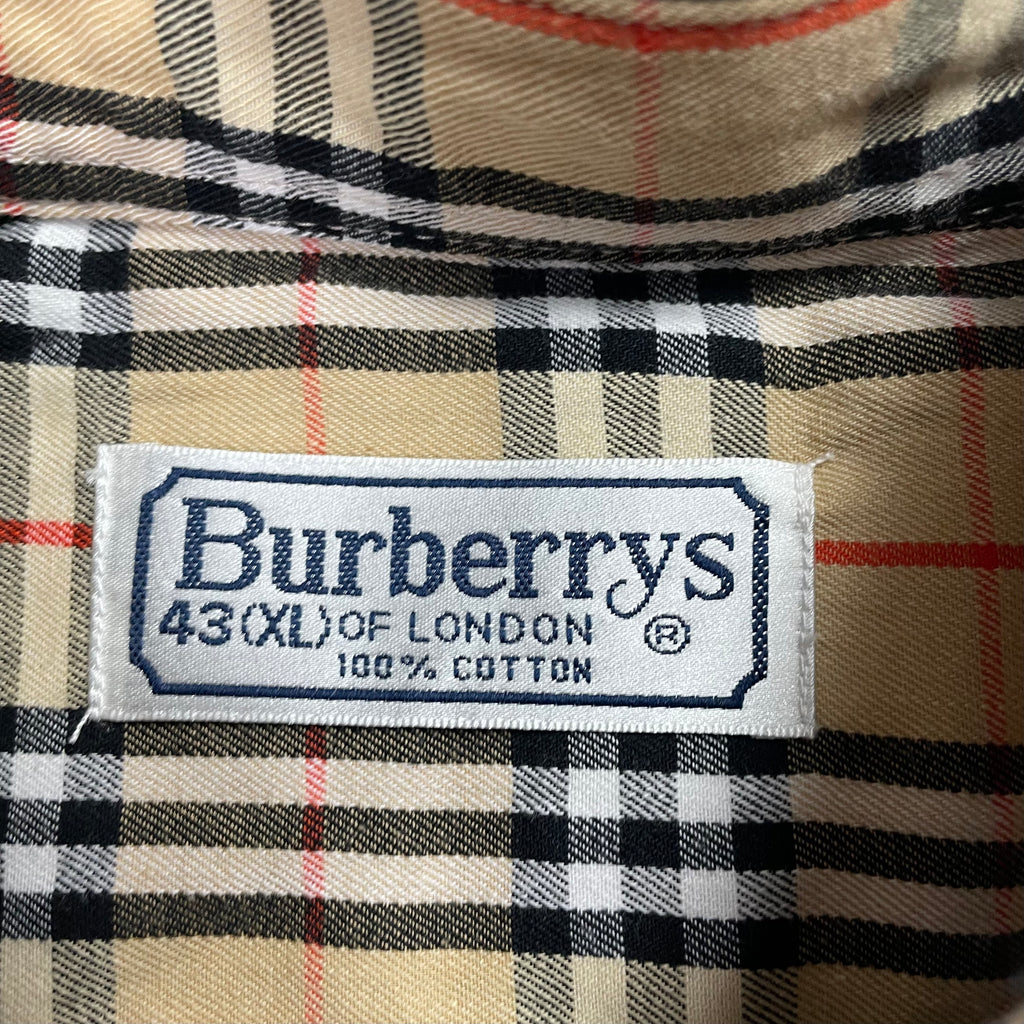 Burberrys
43(XL) OF LONDON ®
100% COTTON